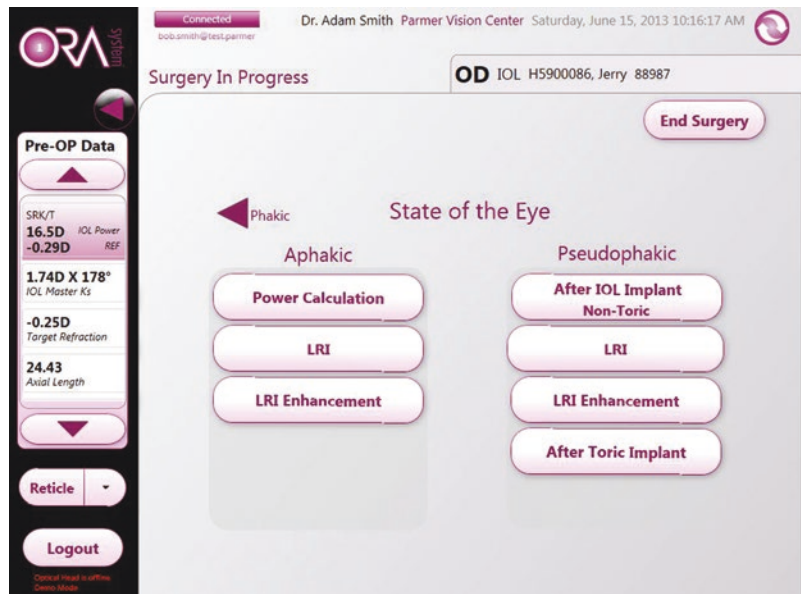 ORA system
Connected
bob.smith@test.parmer
Dr. Adam Smith Parmer Vision Center Saturday, June 15, 2013 10:16:17 AM
Surgery In Progress
OD IOL H5900086, Jerry 88987
End Surgery
Pre-OP Data
SRK/T
16.5D IOL Power
-0.29D REF
1.74D X 178°
IOL Master Ks
-0.25D
Target Refraction
24.43
Axial Length
Reticle
Logout
Optical Head is offline
Demo Mode
Phakic
State of the Eye
Aphakic
Power Calculation
LRI
LRI Enhancement
Pseudophakic
After IOL Implant
Non-Toric
LRI
LRI Enhancement
After Toric Implant